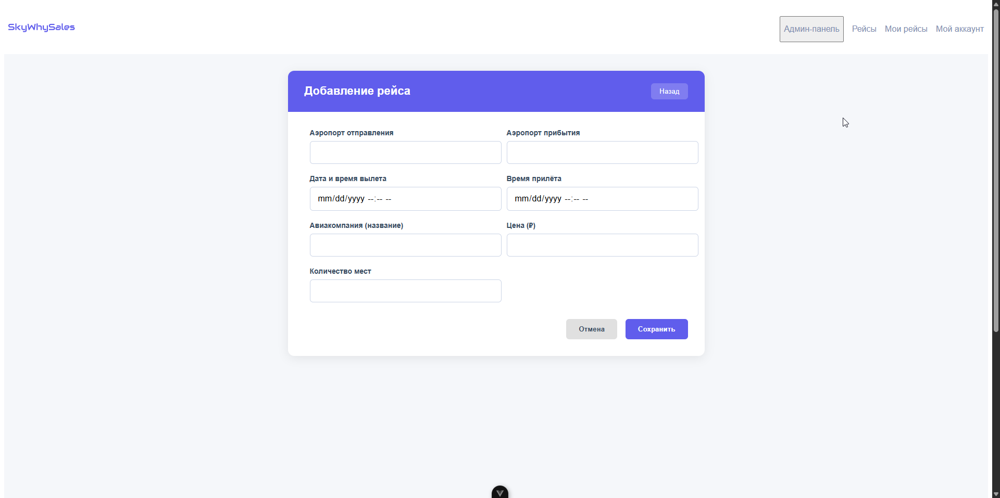 SkyWhySales
Админ-панель Рейсы Мои рейсы Мой аккаунт
Добавление рейса
Назад
Аэропорт отправления
Аэропорт прибытия
Дата и время вылета
mm/dd/yyyy --:-- --
Время прилёта
mm/dd/yyyy --:-- --
Авиакомпания (название)
Цена (₽)
Количество мест
Отмена
Сохранить